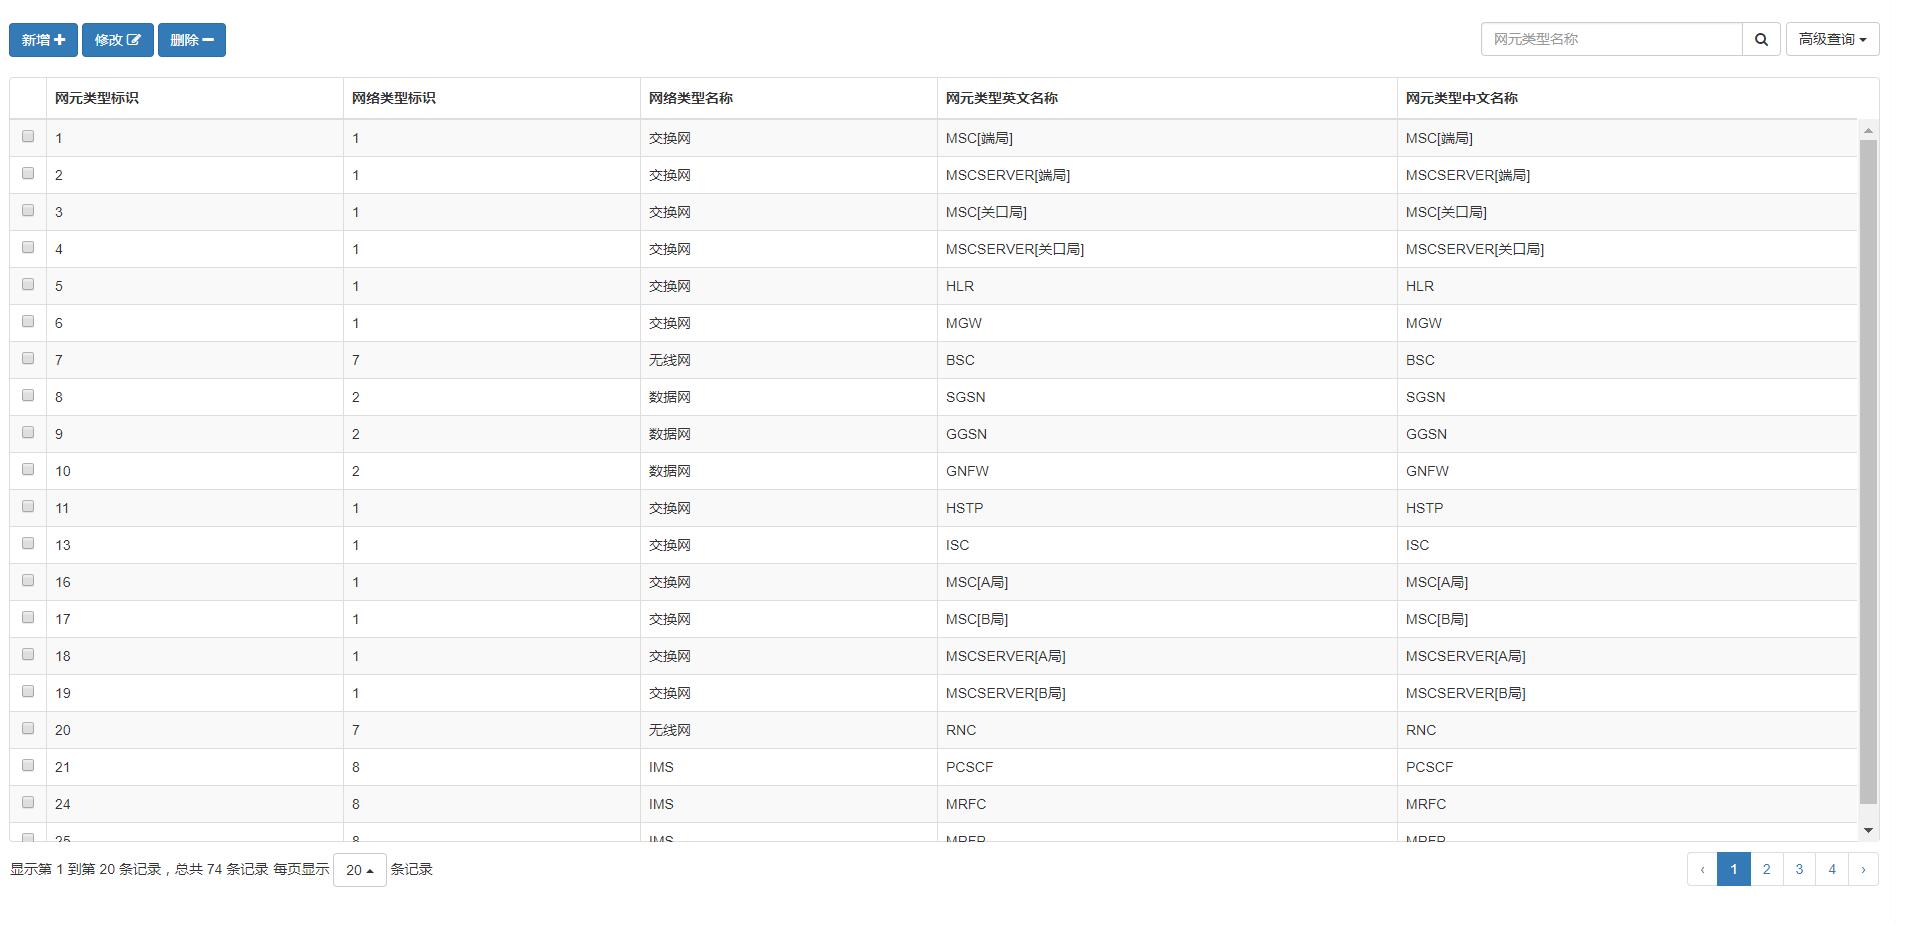 新增 修改 删除 网元类型名称 高级查询
网元类型标识 网络类型标识 网络类型名称 网元类型英文名称 网元类型中文名称
1 1 交换网 MSC[端局] MSC[端局]
2 1 交换网 MSCSERVER[端局] MSCSERVER[端局]
3 1 交换网 MSC[关口局] MSC[关口局]
4 1 交换网 MSCSERVER[关口局] MSCSERVER[关口局]
5 1 交换网 HLR HLR
6 1 交换网 MGW MGW
7 7 无线网 BSC BSC
8 2 数据网 SGSN SGSN
9 2 数据网 GGSN GGSN
10 2 数据网 GNFW GNFW
11 1 交换网 HSTP HSTP
13 1 交换网 ISC ISC
16 1 交换网 MSC[A局] MSC[A局]
17 1 交换网 MSC[B局] MSC[B局]
18 1 交换网 MSCSERVER[A局] MSCSERVER[A局]
19 1 交换网 MSCSERVER[B局] MSCSERVER[B局]
20 7 无线网 RNC RNC
21 8 IMS PCSCF PCSCF
24 8 IMS MRFC MRFC
25 8 IMS
显示第 1 到第 20 条记录，总共 74 条记录 每页显示 20 条记录 ‹ 1 2 3 4 ›